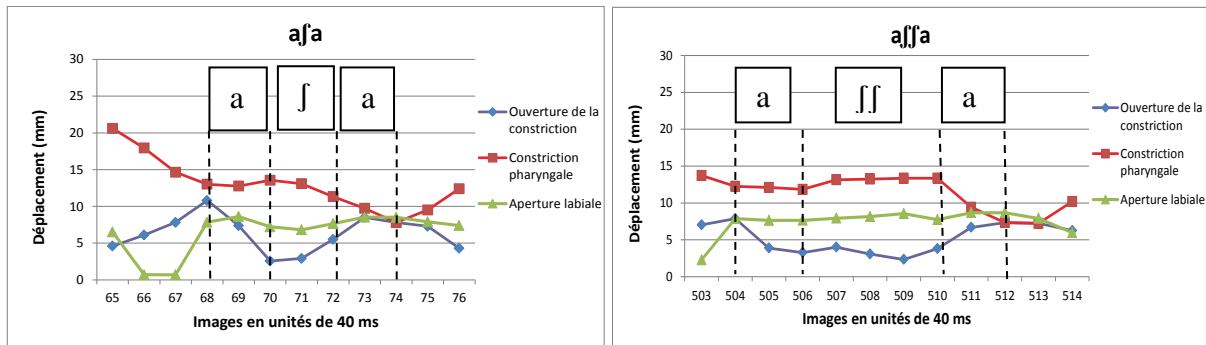 aʃa
30
25
20
15
10
5
0
Déplacement (mm)
a
ʃ
a
65 66 67 68 69 70 71 72 73 74 75 76
Images en unités de 40 ms
Ouverture de la
constriction
Constriction
pharyngale
Aperture labiale
aʃʃa
30
25
20
15
10
5
0
Déplacement (mm)
a
ʃʃ
a
503 504 505 506 507 508 509 510 511 512 513 514
Images en unités de 40 ms
Ouverture de la
constriction
Constriction
pharyngale
Aperture labiale